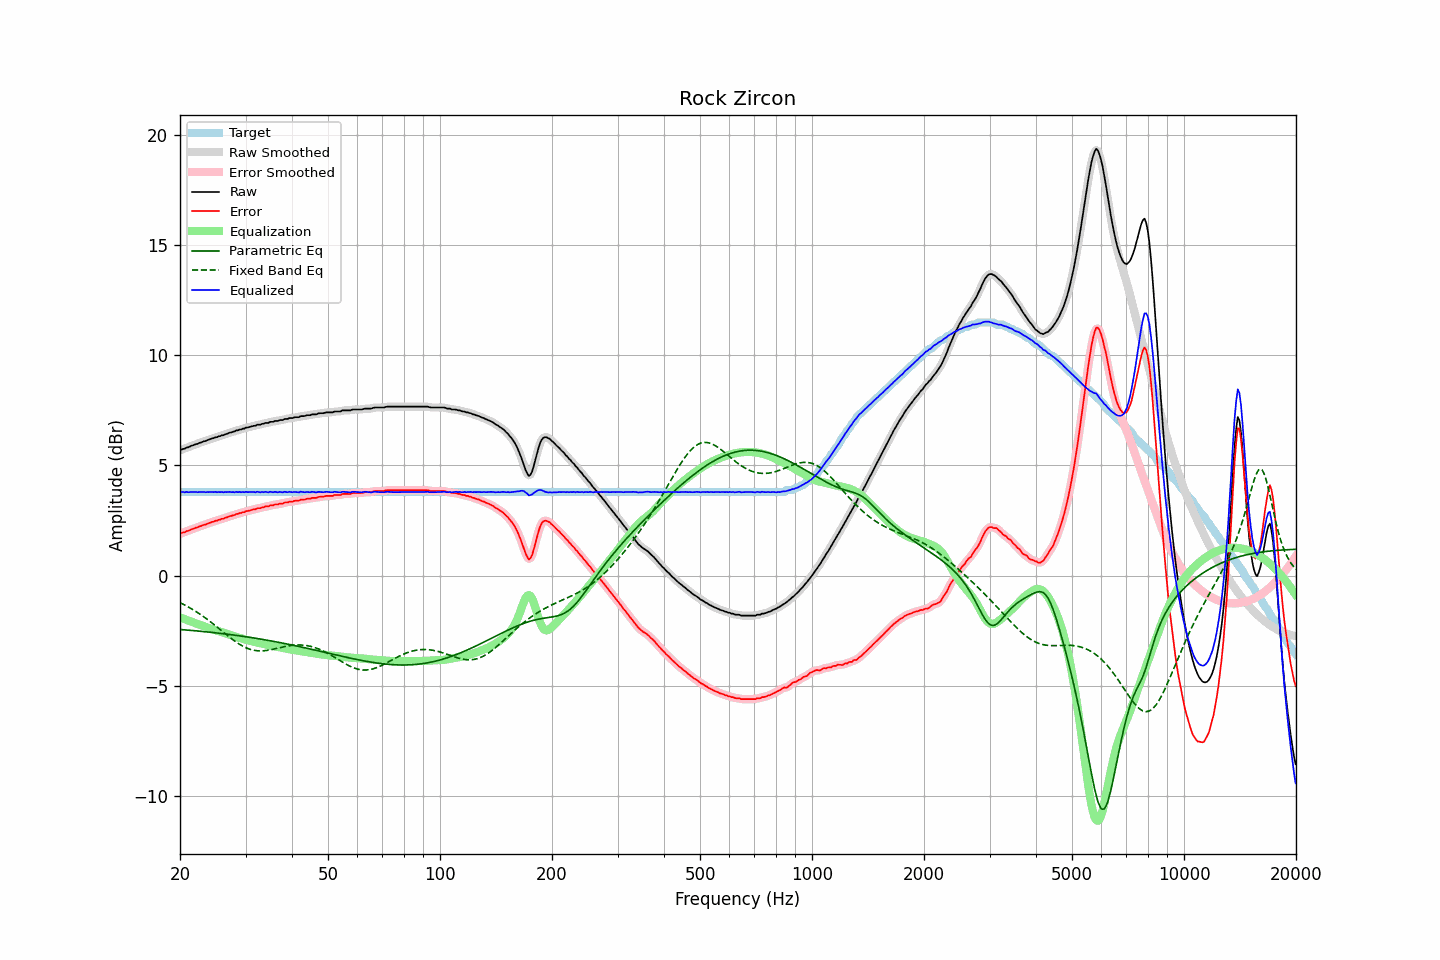 Rock Zircon
Amplitude (dBr)
20
15
10
5
0
−5
−10
Target
Raw Smoothed
Error Smoothed
Raw
Error
Equalization
Parametric Eq
Fixed Band Eq
Equalized
20 50 100 200 500 1000 2000 5000 10000 20000
Frequency (Hz)